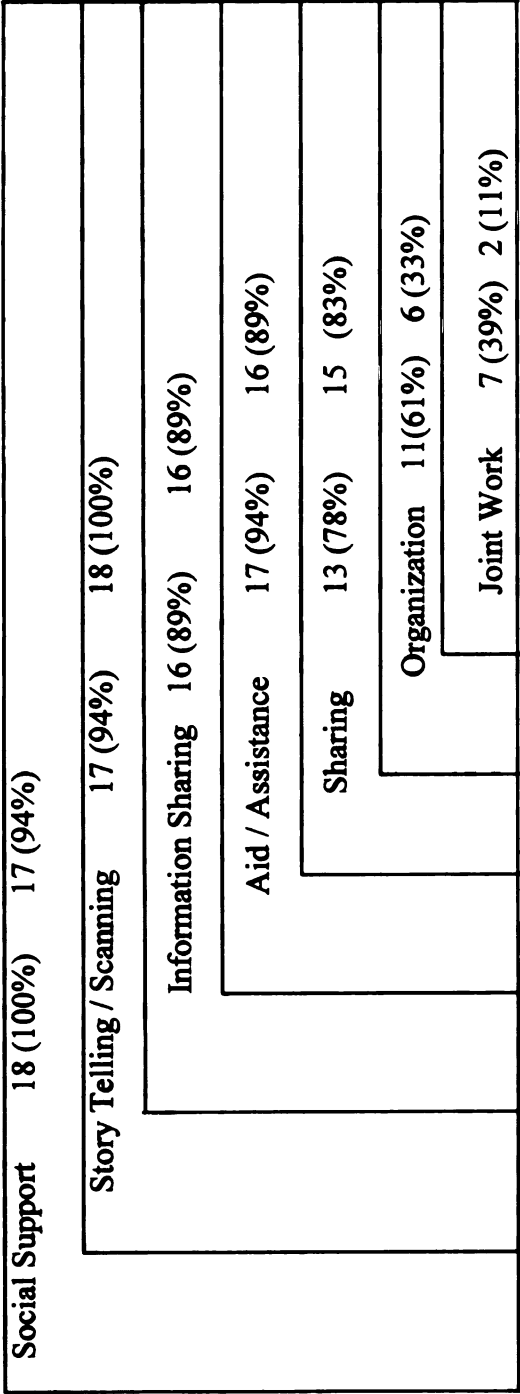 Social Support 18 (100%) 17 (94%)
Story Telling / Scanning 17 (94%) 18 (100%)
Information Sharing 16 (89%) 16 (89%)
Aid / Assistance 17 (94%) 16 (89%)
Sharing 13 (78%) 15 (83%)
Organization 11(61%) 6 (33%)
Joint Work 7 (39%) 2 (11%)